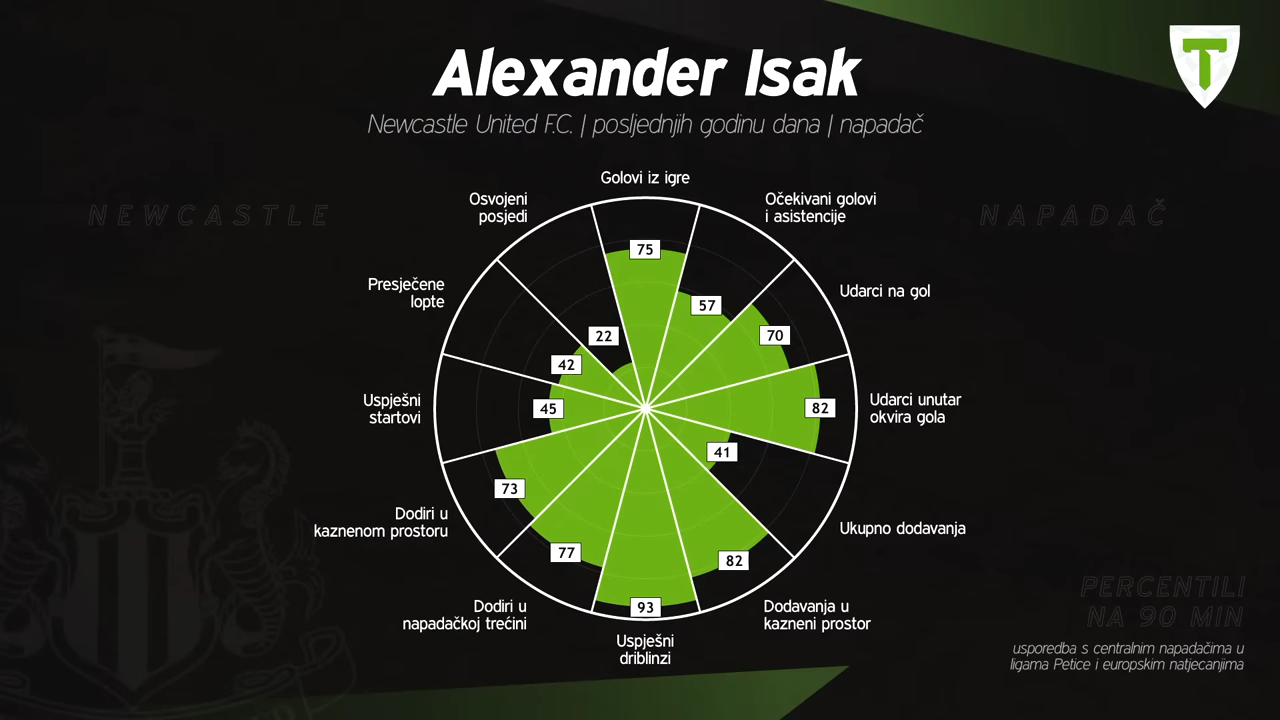 Alexander Isak
Newcastle United F.C. | posljednjih godinu dana | napadač
T
NEWCASTLE
NAPADAČ
Golovi iz igre
Očekivani golovi
i asistencije
Udarci na gol
Udarci unutar
okvira gola
Ukupno dodavanja
Dodavanja u
kazneni prostor
Uspješni
driblinzi
Dodiri u
napadačkoj trećini
Dodiri u
kaznenom prostoru
Uspješni
startovi
Presječene
lopte
Osvojeni
posjedi
75
57
70
82
41
82
93
77
73
45
42
22
PERCENTILI
NA 90 MIN
usporedba s centralnim napadačima u
ligama Petice i europskim natjecanjima